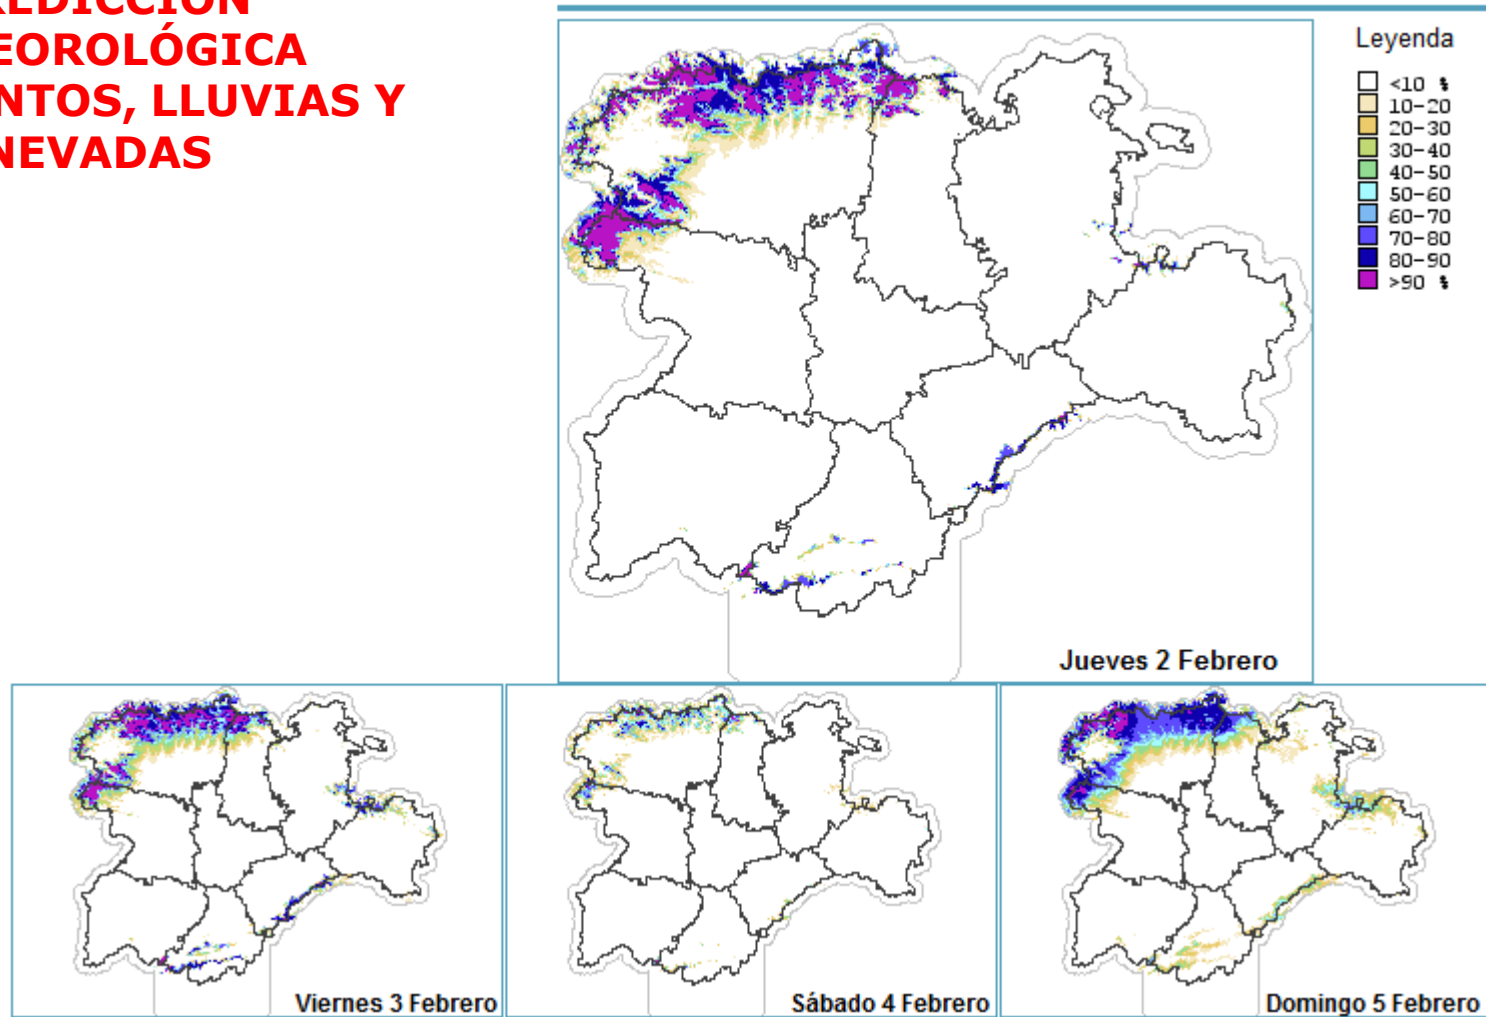 REDICCIÓN
EOROLÓGICA
NTOS, LLUVIAS Y
NEVADAS
Leyenda
<10 %
10-20
20-30
30-40
40-50
50-60
60-70
70-80
80-90
>90 %
Jueves 2 Febrero
Viernes 3 Febrero
Sábado 4 Febrero
Domingo 5 Febrero